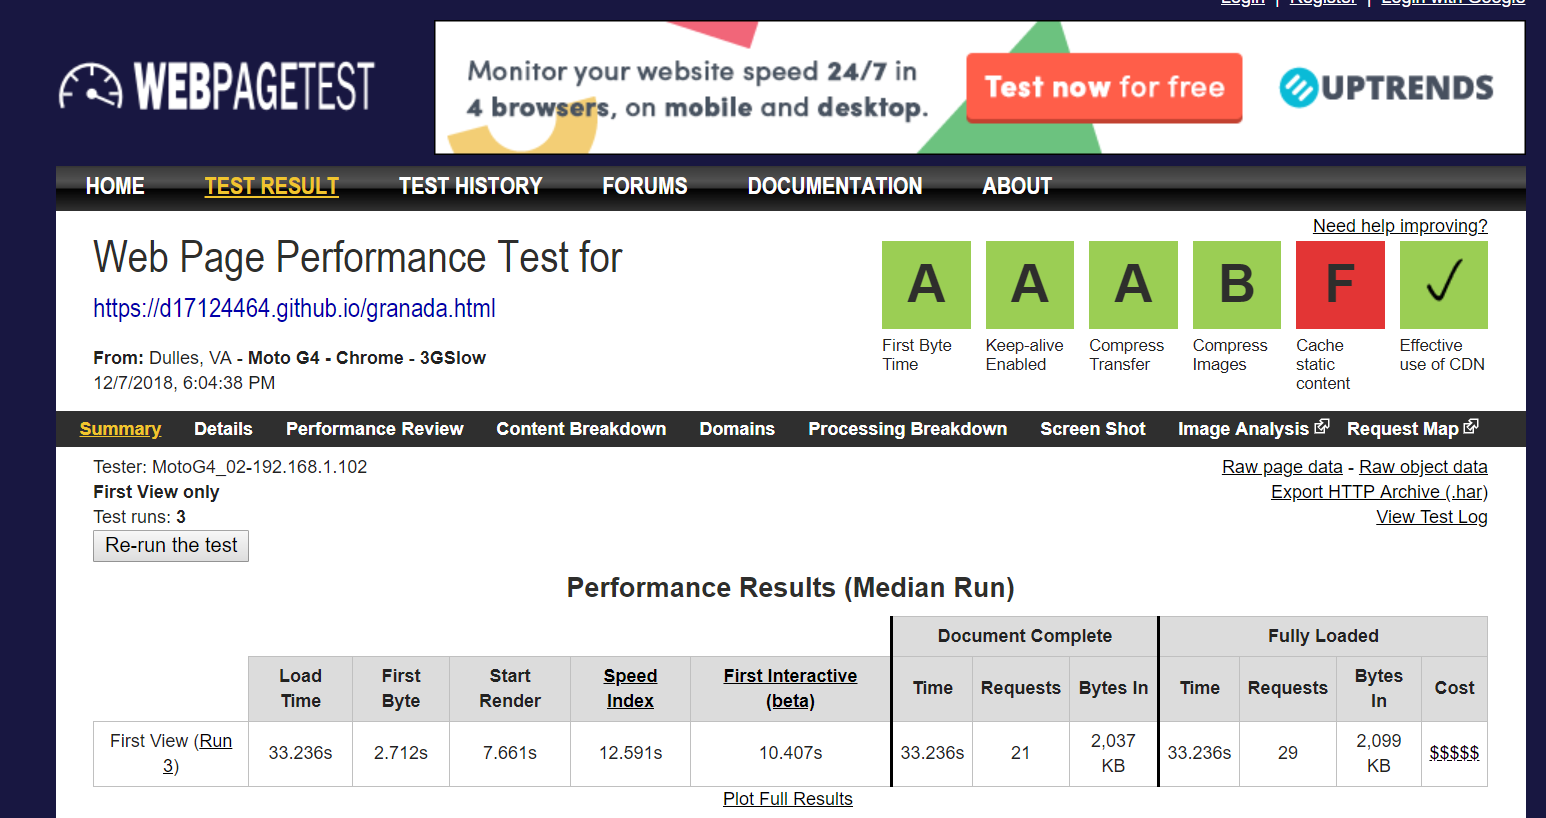 Login | Register | Login with Google
WEBPAGETEST
Monitor your website speed 24/7 in
4 browsers, on mobile and desktop.
Test now for free
UPTRENDS
HOME TEST RESULT TEST HISTORY FORUMS DOCUMENTATION ABOUT
Need help improving?
Web Page Performance Test for
https://d17124464.github.io/granada.html
From: Dulles, VA - Moto G4 - Chrome - 3GSlow
12/7/2018, 6:04:38 PM
A A A B F ✓
First Byte
Time
Keep-alive
Enabled
Compress
Transfer
Compress
Images
Cache
static
content
Effective
use of CDN
Summary Details Performance Review Content Breakdown Domains Processing Breakdown Screen Shot Image Analysis Request Map
Tester: MotoG4_02-192.168.1.102
First View only
Test runs: 3
Re-run the test
Raw page data - Raw object data
Export HTTP Archive (.har)
View Test Log
Performance Results (Median Run)
Document Complete Fully Loaded
Load
Time
First
Byte
Start
Render
Speed
Index
First Interactive
(beta)
Time Requests Bytes In Time Requests
Bytes
In
Cost
First View (Run
3)
33.236s 2.712s 7.661s 12.591s 10.407s 33.236s 21
2,037
KB
33.236s 29
2,099
KB
$$$$$
Plot Full Results